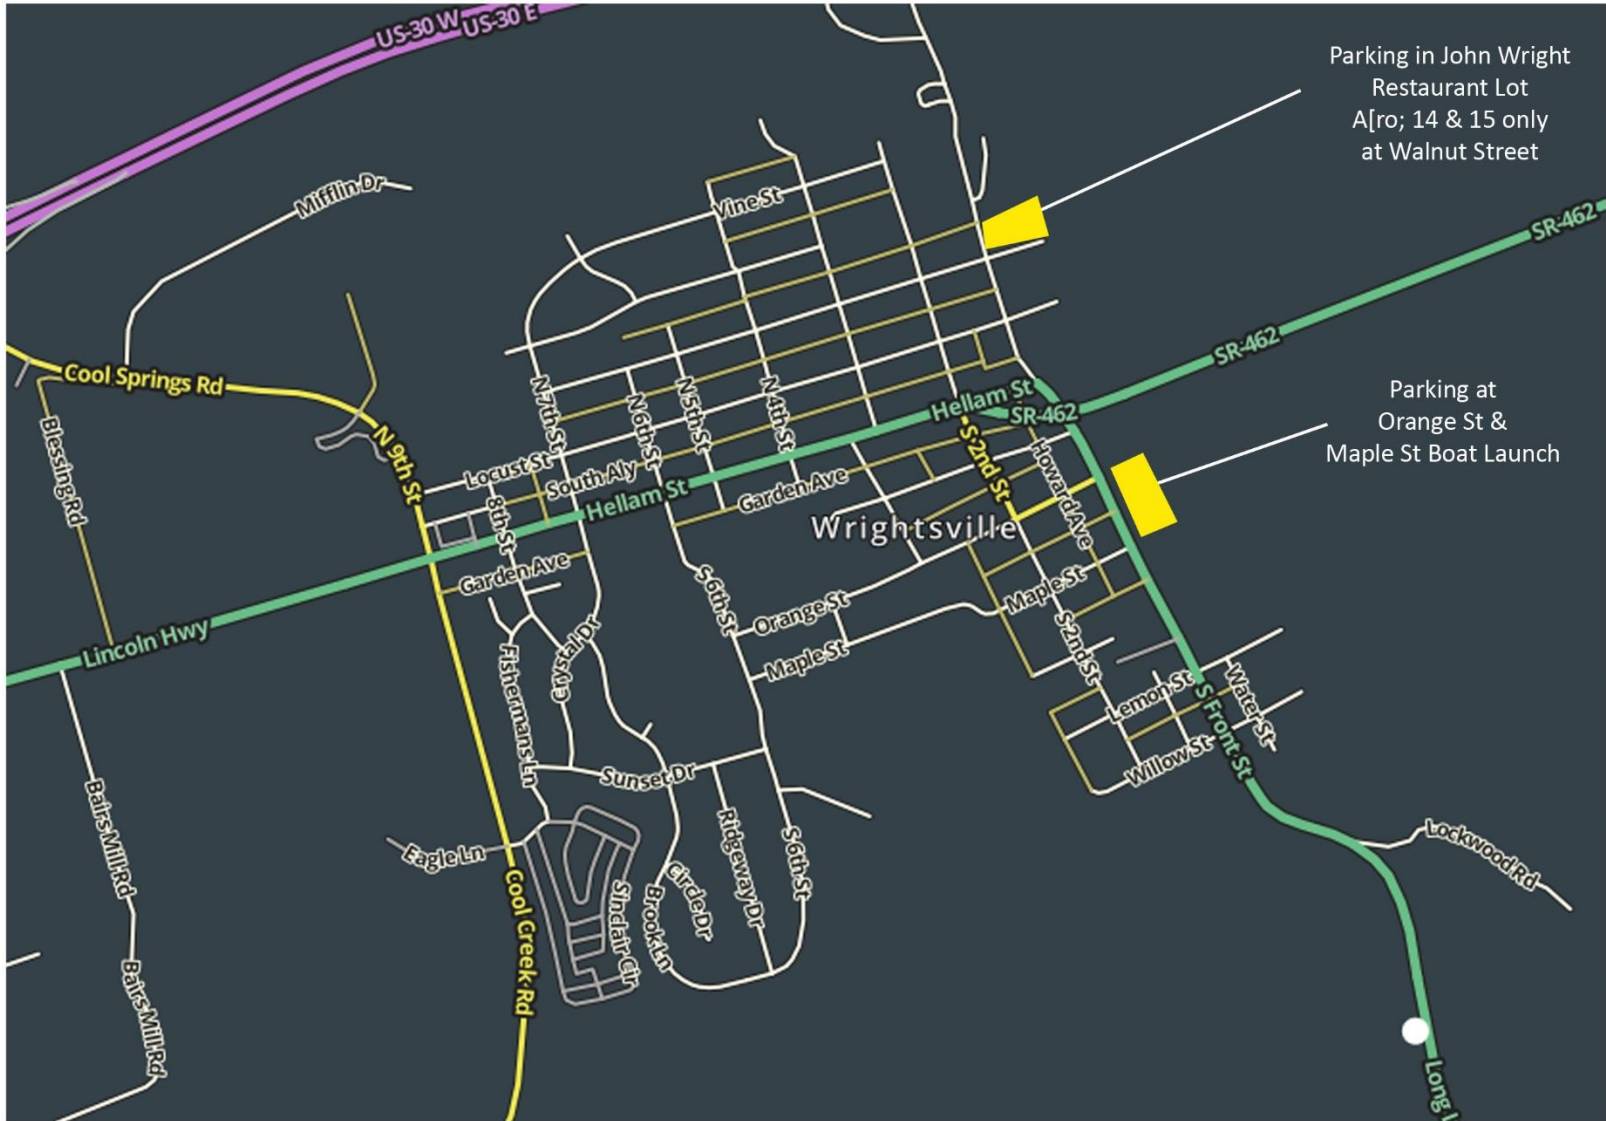 US-30 W
US-30 E
Parking in John Wright
Restaurant Lot
A[ro; 14 & 15 only
at Walnut Street
Mifflin Dr
Vine St
SR-462
SR-462
Cool Springs Rd
Blessing Rd
N 9th St
N 7th St
N 6th St
N 5th St
N 4th St
Hellam St
SR-462
Parking at
Orange St &
Maple St Boat Launch
Locust St
South Aly
8th St
Hellam St
Garden Ave
S 2nd St
Howard Ave
Wrightsville
Garden Ave
Lincoln Hwy
S 6th St
Orange St
Maple St
Maple St
S 2nd St
Crystal Dr
Fishermans Ln
Lemon St
Water St
S Front St
Willow St
Sunset Dr
Bairs Mill Rd
Ridgeway Dr
S 6th St
Eagle Ln
Lockwood Rd
Cool Creek Rd
Sinclair Cir
Brook Ln
Circle Dr
Bairs Mill Rd
Long L